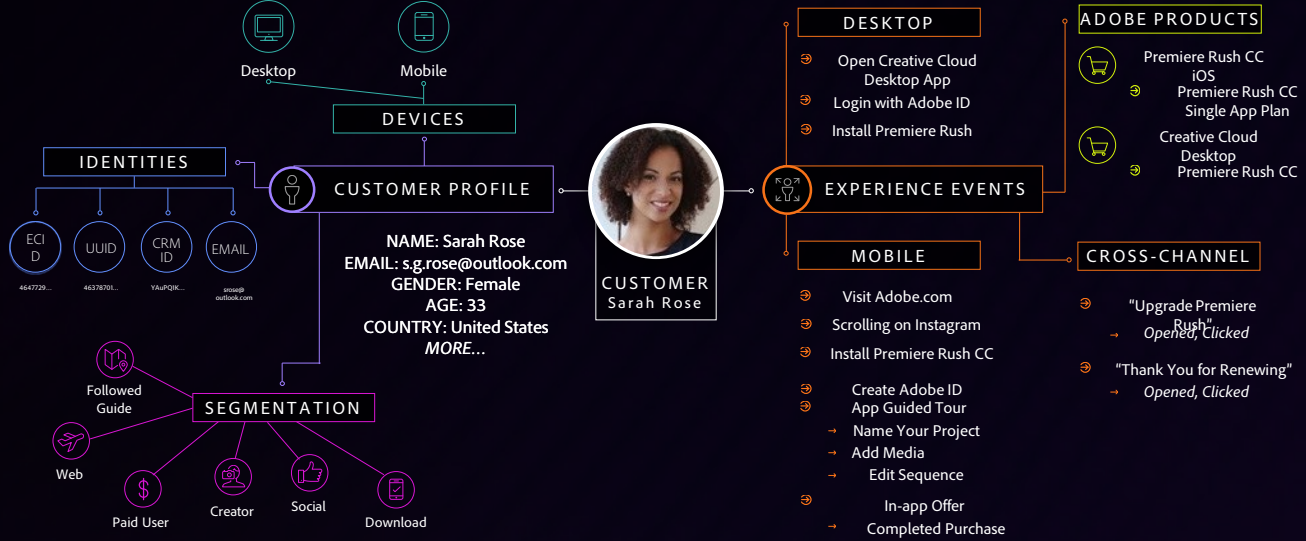 Desktop
Mobile
DEVICES
IDENTITIES
ECI
D
UUID
CRM
ID
EMAIL
4647729...
46378701...
YAuPQIK...
srose@
outlook.com
CUSTOMER PROFILE
NAME: Sarah Rose
EMAIL: s.g.rose@outlook.com
GENDER: Female
AGE: 33
COUNTRY: United States
MORE...
SEGMENTATION
Followed
Guide
Web
Paid User
Creator
Social
Download
CUSTOMER
Sarah Rose
EXPERIENCE EVENTS
DESKTOP
Open Creative Cloud
Desktop App
Login with Adobe ID
Install Premiere Rush
MOBILE
Visit Adobe.com
Scrolling on Instagram
Install Premiere Rush CC
Create Adobe ID
App Guided Tour
Name Your Project
Add Media
Edit Sequence
In-app Offer
Completed Purchase
ADOBE PRODUCTS
Premiere Rush CC
iOS
Premiere Rush CC
Single App Plan
Creative Cloud
Desktop
Premiere Rush CC
CROSS-CHANNEL
“Upgrade Premiere
Rush”
Opened, Clicked
“Thank You for Renewing”
Opened, Clicked